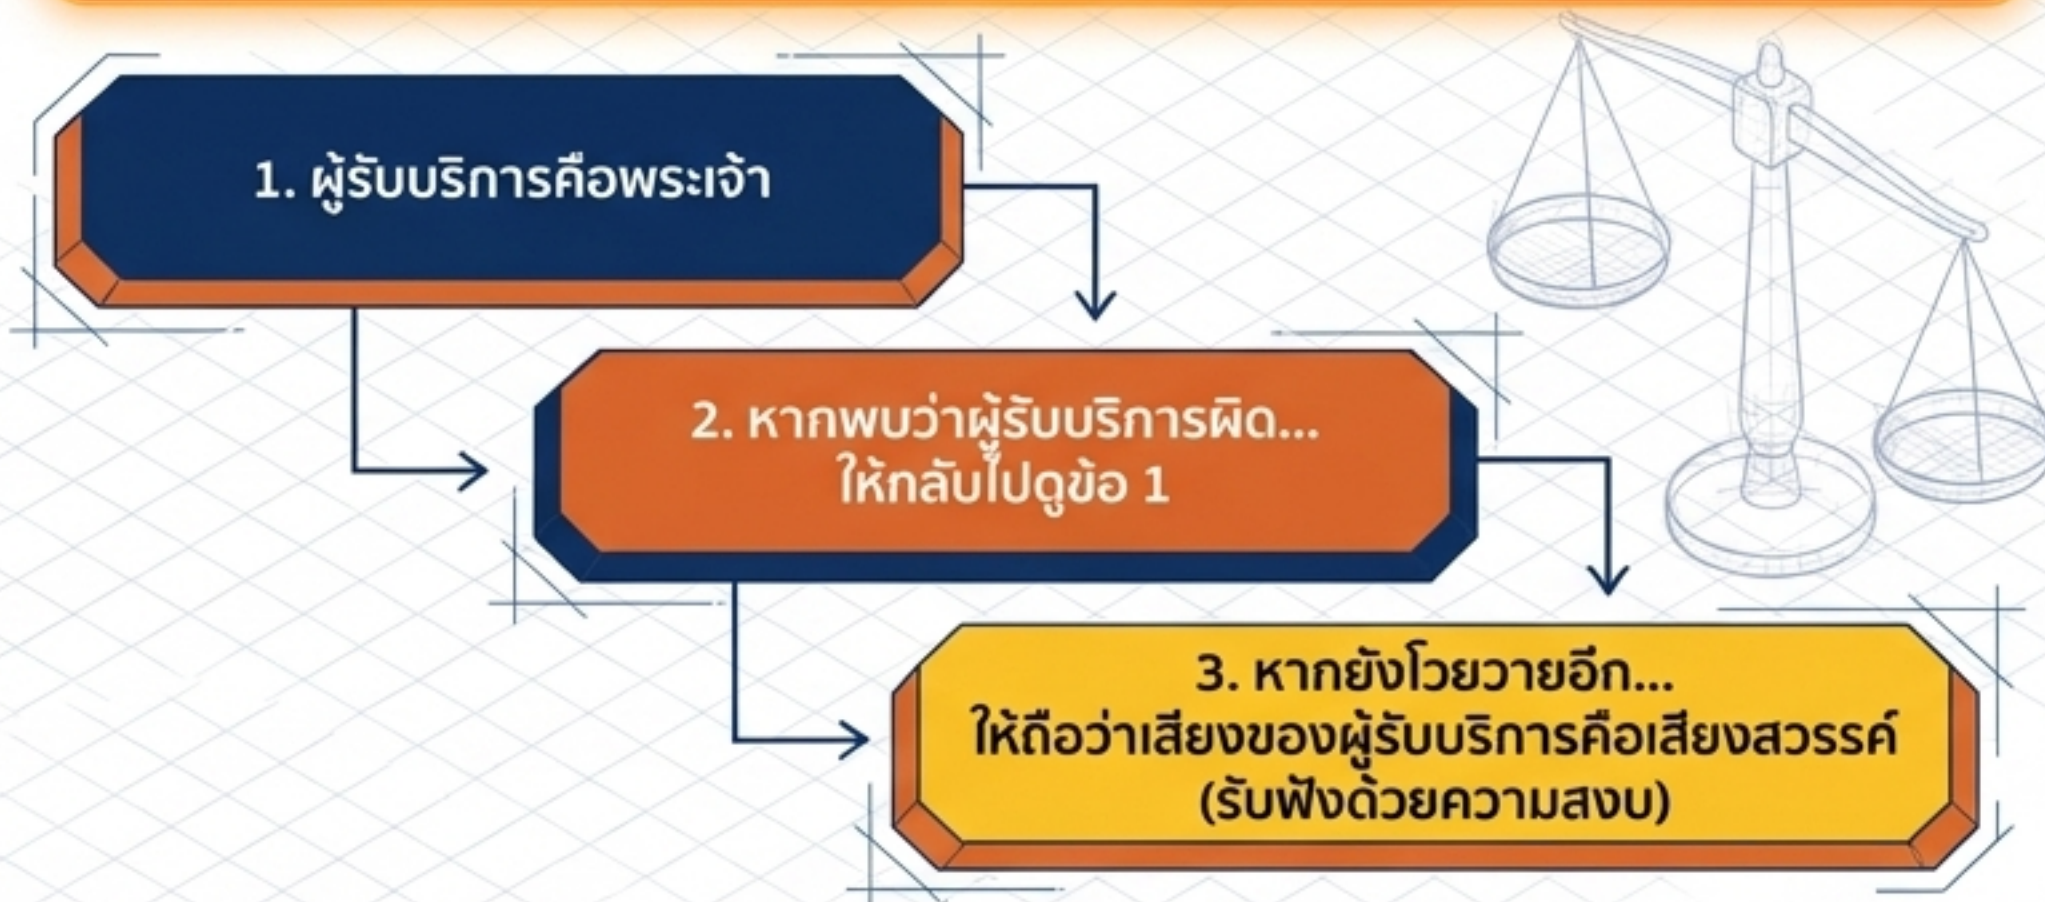 1. ผู้รับบริการคือพระเจ้า
2. หากพบว่าผู้รับบริการผิด...
ให้กลับไปดูข้อ 1
3. หากยังโวยวายอีก...
ให้ถือว่าเสียงของผู้รับบริการคือเสียงสวรรค์
(รับฟังด้วยความสงบ)